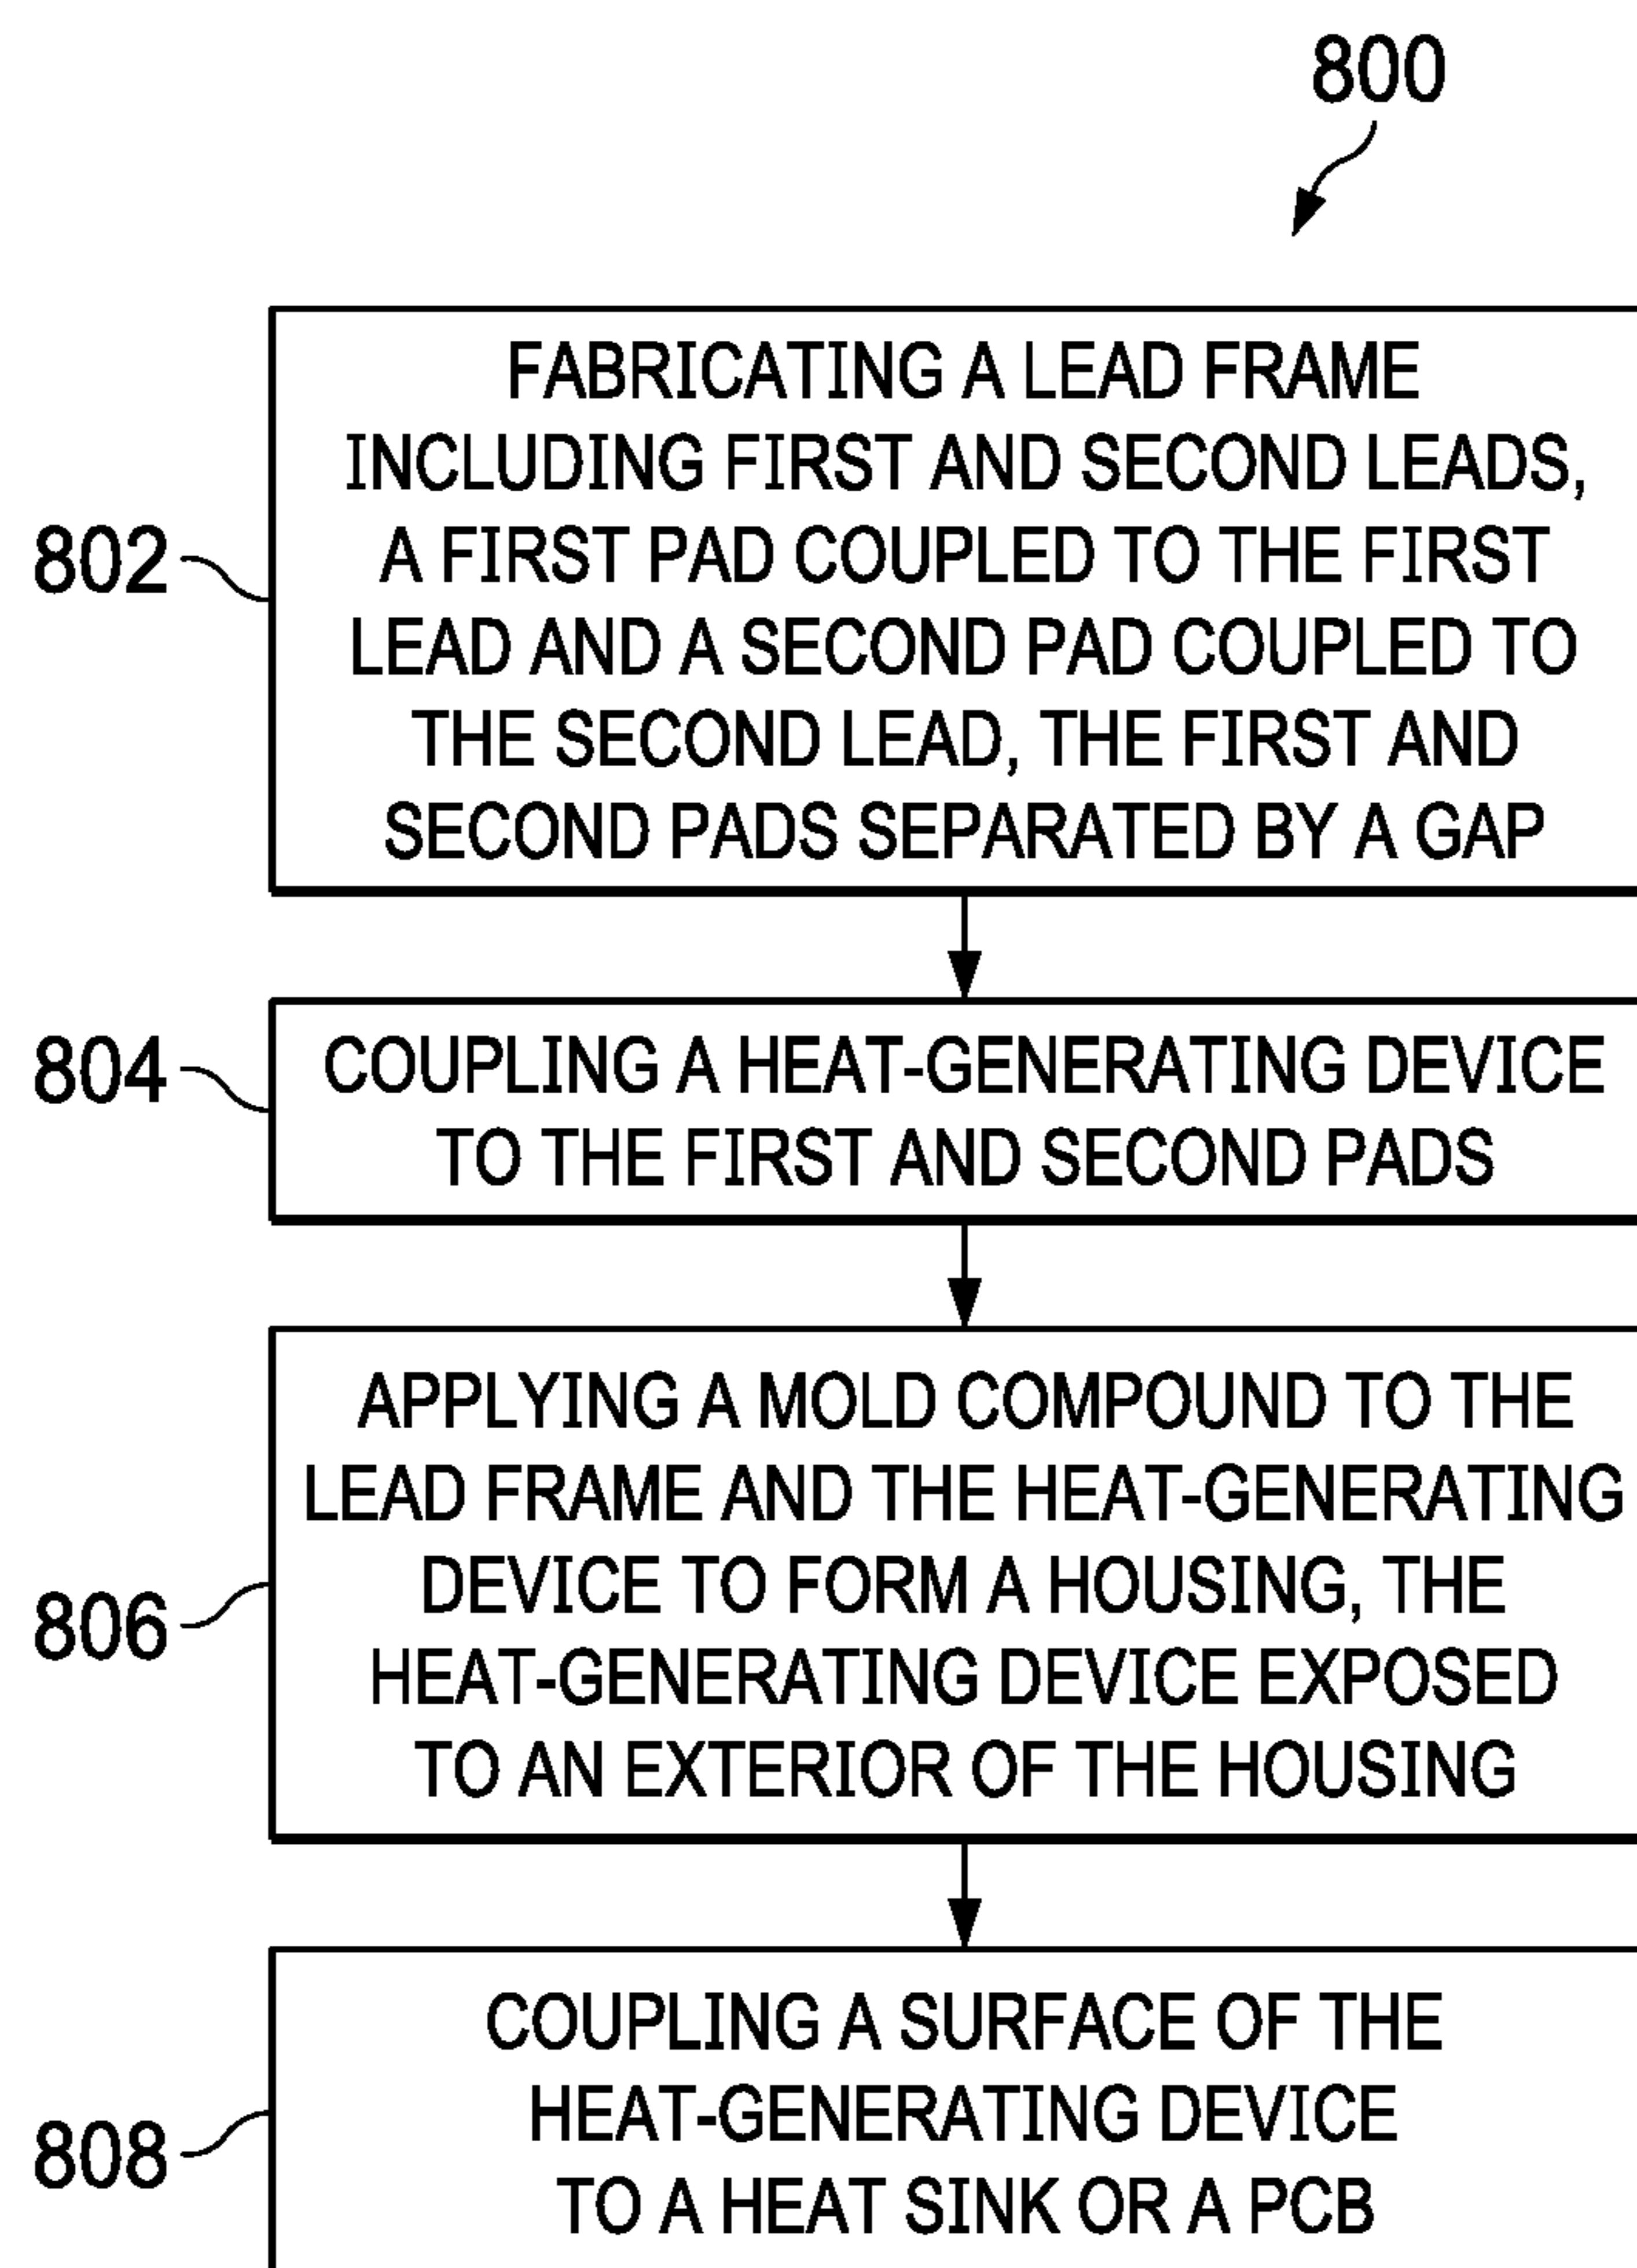 800
802
FABRICATING A LEAD FRAME
INCLUDING FIRST AND SECOND LEADS,
A FIRST PAD COUPLED TO THE FIRST
LEAD AND A SECOND PAD COUPLED TO
THE SECOND LEAD, THE FIRST AND
SECOND PADS SEPARATED BY A GAP
804
COUPLING A HEAT-GENERATING DEVICE
TO THE FIRST AND SECOND PADS
806
APPLYING A MOLD COMPOUND TO THE
LEAD FRAME AND THE HEAT-GENERATING
DEVICE TO FORM A HOUSING, THE
HEAT-GENERATING DEVICE EXPOSED
TO AN EXTERIOR OF THE HOUSING
808
COUPLING A SURFACE OF THE
HEAT-GENERATING DEVICE
TO A HEAT SINK OR A PCB